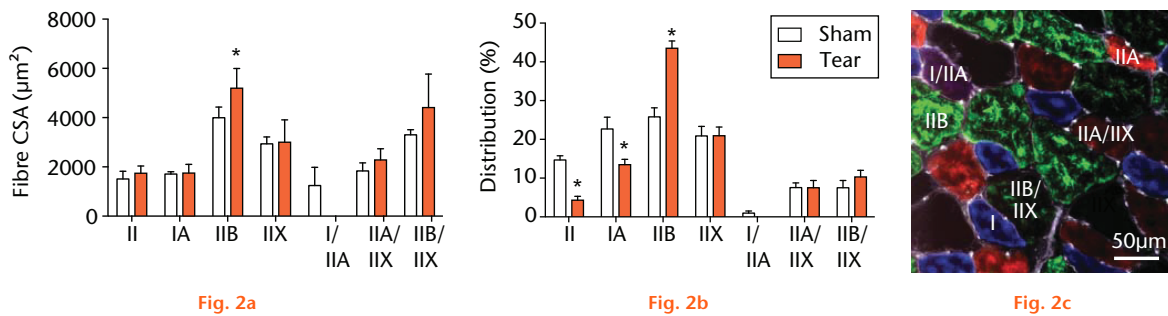 Fibre CSA (µm²)
8000
6000
4000
2000
0
*
II
IA
IIB
IIX
I/
IIA
IIA/
IIX
IIB/
IIX
Fig. 2a
Distribution (%)
50
40
30
20
10
0
*
*
*
Sham
Tear
II
IA
IIB
IIX
I/
IIA
IIA/
IIX
IIB/
IIX
Fig. 2b
IIA
I/IIA
IIB
IIA/IIX
IIB/
IIX
IIX
I
50µm
Fig. 2c